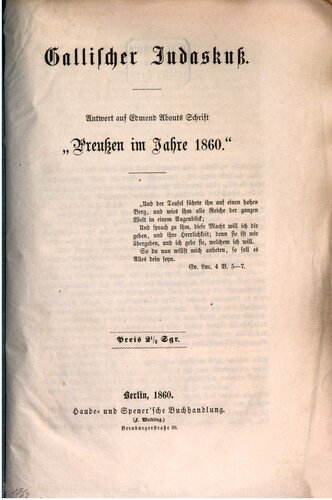 Gallischer Judaskuß.
Antwort auf Edmond Abouts Schrift
„Preußen im Jahre 1860.“
„Und der Teufel führte ihn auf einen hohen
Berg, und wies ihm alle Reiche der ganzen
Welt in einem Augenblick;
Und sprach zu ihm, diese Macht will ich dir
geben, und ihre Herrlichkeit; denn sie ist mir
übergeben, und ich gebe sie, welchem ich will.
So du nun willst mich anbeten, so soll es
Alles dein seyn.
Ev. Luc. 4 V. 5—7.
Preis 2½ Sgr.
Berlin, 1860.
Haude- und Spener'sche Buchhandlung.
(F. Weidling.)
Bernburgerstraße 30.